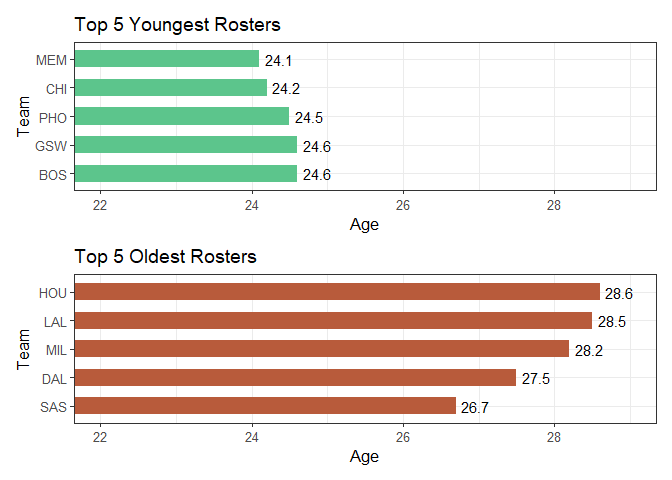 Top 5 Youngest Rosters
Team
MEM 24.1
CHI 24.2
PHO 24.5
GSW 24.6
BOS 24.6
22 24 26 28
Age
Top 5 Oldest Rosters
Team
HOU 28.6
LAL 28.5
MIL 28.2
DAL 27.5
SAS 26.7
22 24 26 28
Age